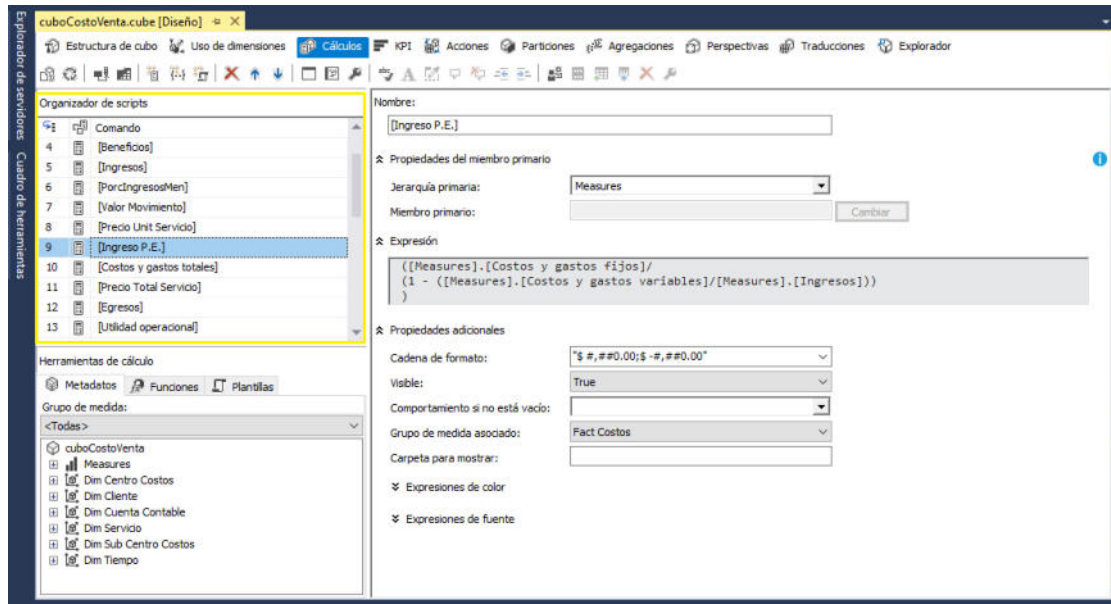 Explorador de servidores
Cuadro de herramientas
cuboCostoVenta.cube [Diseño]
Estructura de cubo Uso de dimensiones Cálculos KPI Acciones Particiones Agregaciones Perspectivas Traducciones Explorador
Organizador de scripts
Comando
4 [Beneficios]
5 [Ingresos]
6 [PorcIngresosMen]
7 [Valor Movimiento]
8 [Precio Unit Servicio]
9 [Ingreso P.E.]
10 [Costos y gastos totales]
11 [Precio Total Servicio]
12 [Egresos]
13 [Utilidad operacional]
Herramientas de cálculo
Metadatos Funciones Plantillas
Grupo de medida:
<Todas>
cuboCostoVenta
Measures
Dim Centro Costos
Dim Cliente
Dim Cuenta Contable
Dim Servicio
Dim Sub Centro Costos
Dim Tiempo
Nombre:
[Ingreso P.E.]
Propiedades del miembro primario
Jerarquía primaria: Measures
Miembro primario: Cambiar
Expresión
([Measures].[Costos y gastos fijos]/
(1 - ([Measures].[Costos y gastos variables]/[Measures].[Ingresos]))
)
Propiedades adicionales
Cadena de formato: "$ #,##0.00;$ -#,##0.00"
Visible: True
Comportamiento si no está vacío:
Grupo de medida asociado: Fact Costos
Carpeta para mostrar:
Expresiones de color
Expresiones de fuente